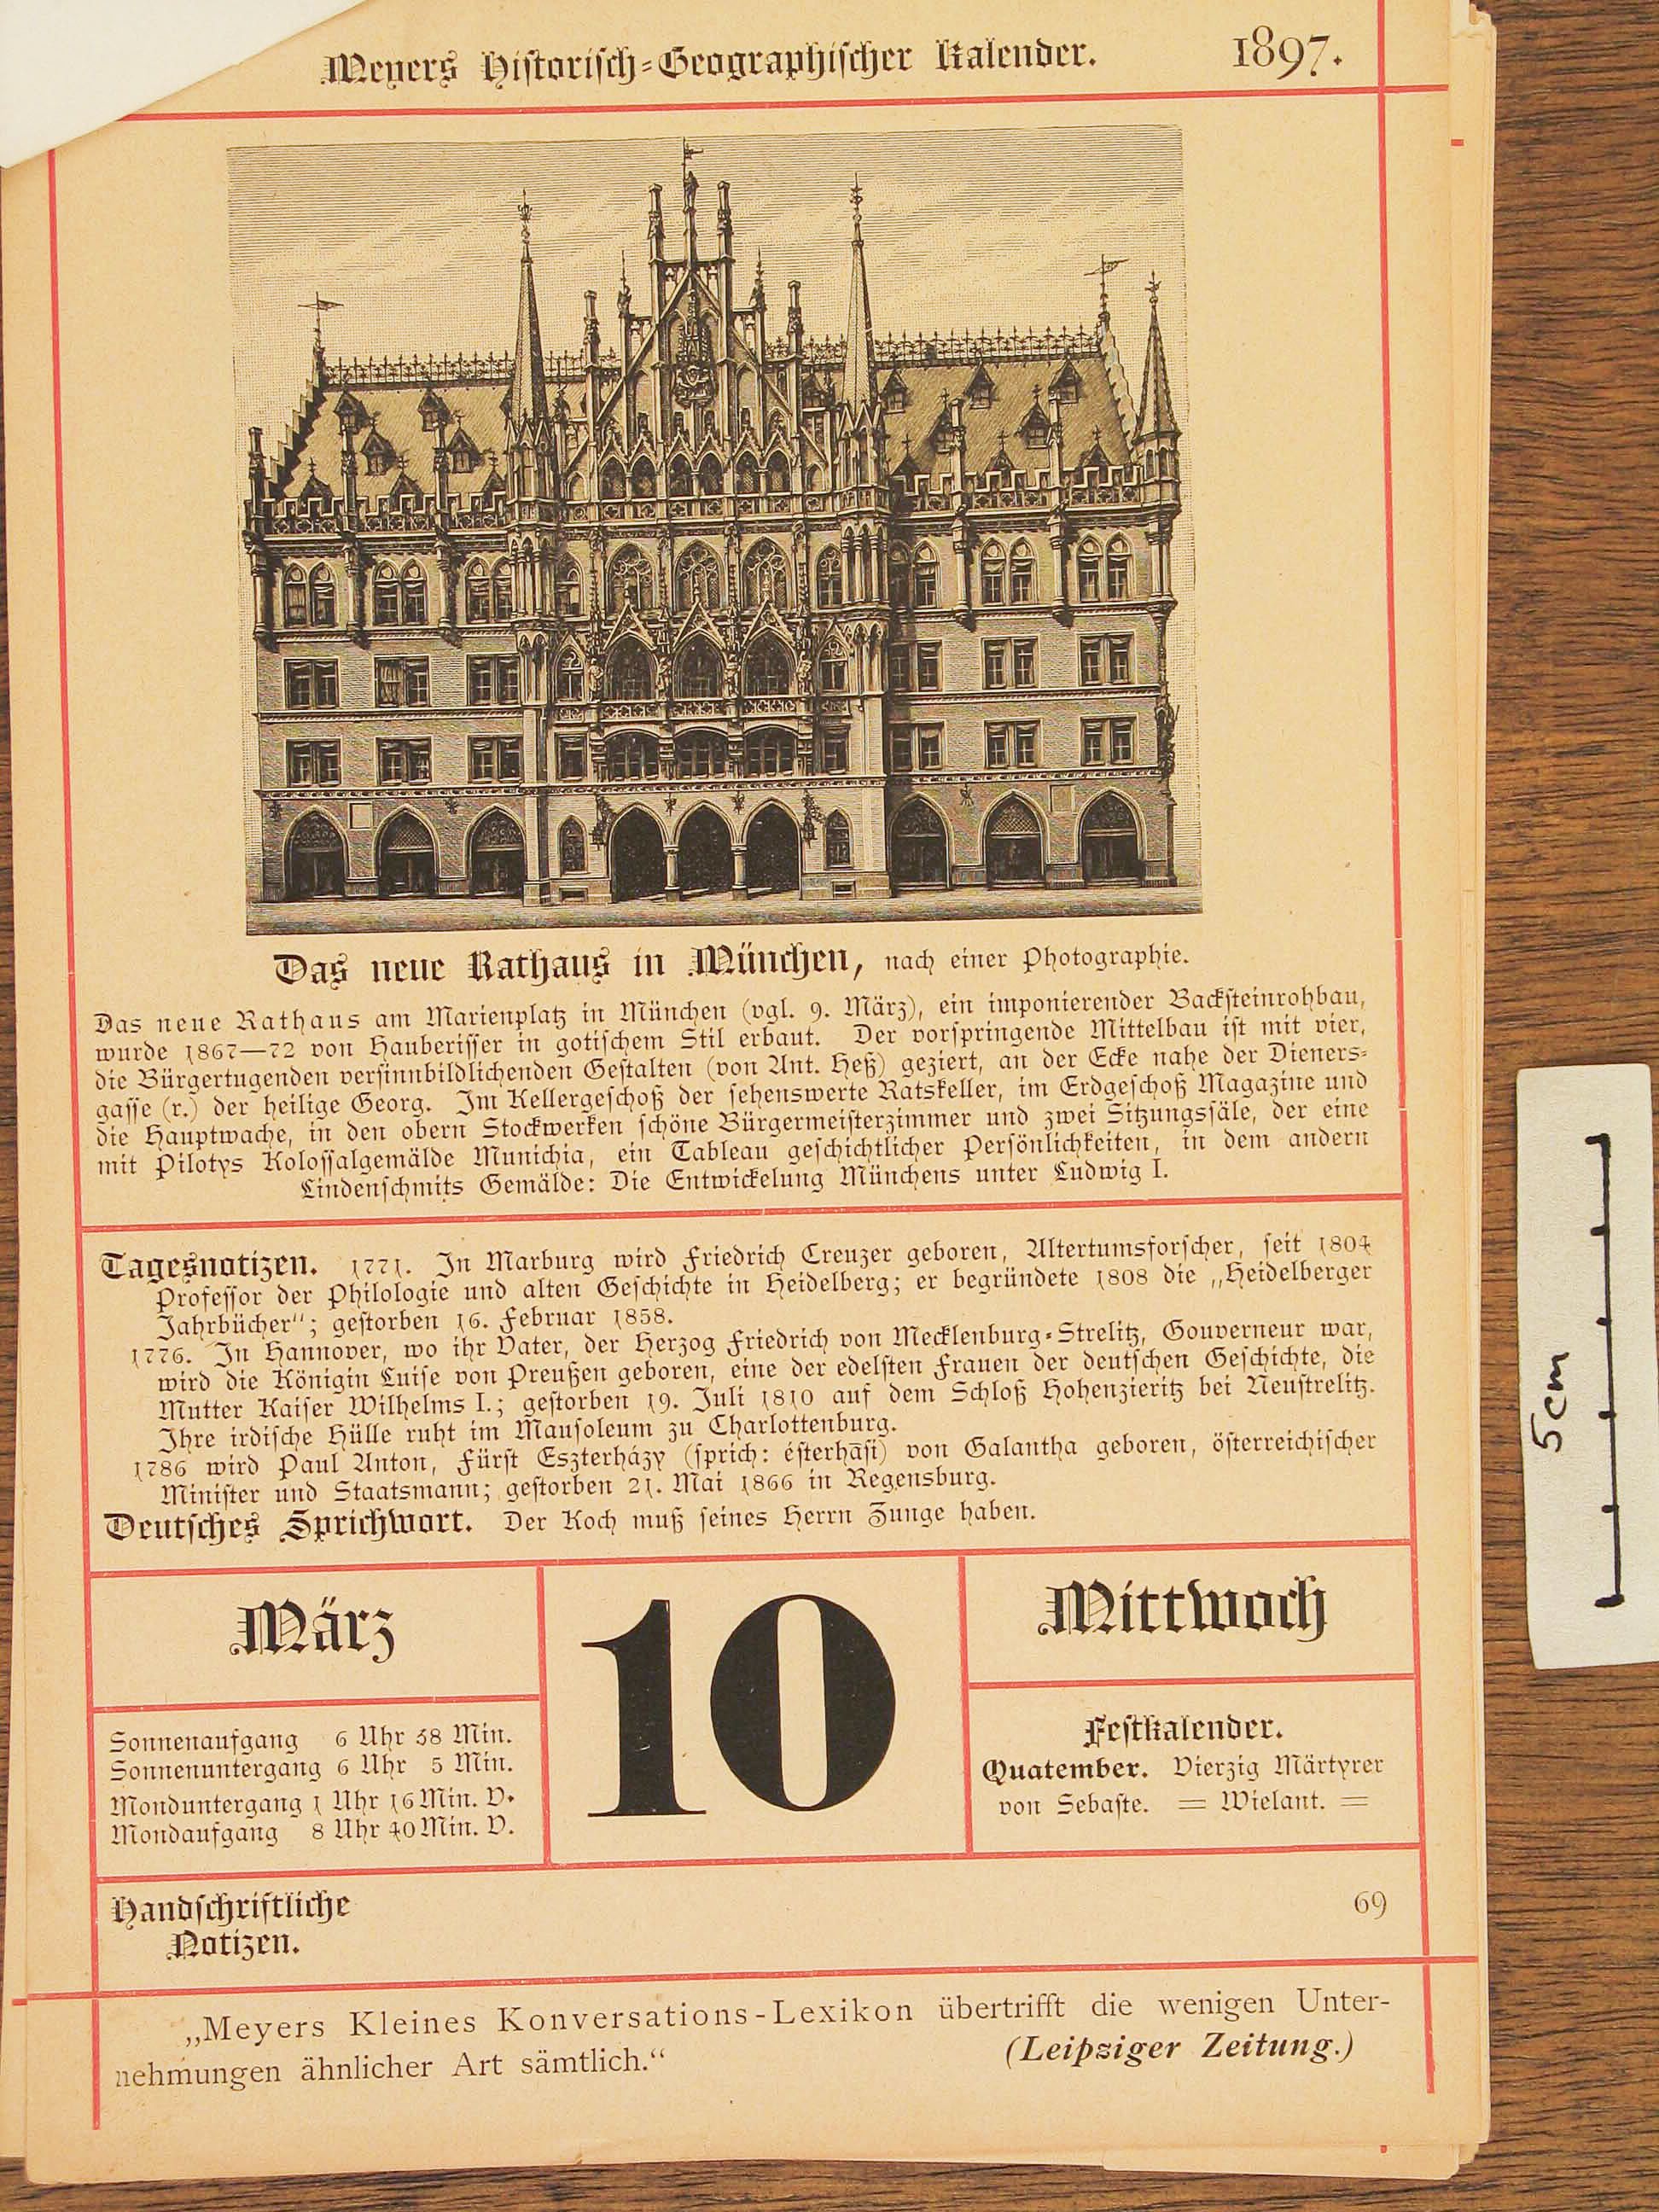 Meyers Historisch-Geographischer Kalender. 1897.
Das neue Rathaus in München, nach einer Photographie.
Das neue Rathaus am Marienplatz in München (vgl. 9. März), ein imponierender Backsteinrohbau,
wurde 1867—72 von Hauberisser in gotischem Stil erbaut. Der vorspringende Mittelbau ist mit vier,
die Bürgertugenden versinnbildlichenden Gestalten (von Ant. Heß) geziert, an der Ecke nahe der Dieners-
gasse (r.) der heilige Georg. Im Kellergeschoß der sehenswerte Ratskeller, im Erdgeschoß Magazine und
die Hauptwache, in den obern Stockwerken schöne Bürgermeisterzimmer und zwei Sitzungssäle, der eine
mit Pilotys Kolossalgemälde Munichia, ein Tableau geschichtlicher Persönlichkeiten, in dem andern
Lindenschmits Gemälde: Die Entwickelung Münchens unter Ludwig I.
Tagesnotizen. 1771. In Marburg wird Friedrich Creuzer geboren, Altertumsforscher, seit 1804
Professor der Philologie und alten Geschichte in Heidelberg; er begründete 1808 die „Heidelberger
Jahrbücher“; gestorben 16. Februar 1858.
1776. In Hannover, wo ihr Vater, der Herzog Friedrich von Mecklenburg-Strelitz, Gouverneur war,
wird die Königin Luise von Preußen geboren, eine der edelsten Frauen der deutschen Geschichte, die
Mutter Kaiser Wilhelms I.; gestorben 19. Juli 1810 auf dem Schloß Hohenzieritz bei Neustrelitz.
Ihre irdische Hülle ruht im Mausoleum zu Charlottenburg.
1786 wird Paul Anton, Fürst Eszterházy (sprich: ésterhāsi) von Galantha geboren, österreichischer
Minister und Staatsmann; gestorben 21. Mai 1866 in Regensburg.
Deutsches Sprichwort. Der Koch muß seines Herrn Zunge haben.
März
10
Mittwoch
Sonnenaufgang 6 Uhr 38 Min.
Sonnenuntergang 6 Uhr 5 Min.
Monduntergang 1 Uhr 16 Min. V.
Mondaufgang 8 Uhr 40 Min. V.
Festkalender.
Quatember. Vierzig Märtyrer
von Sebaste. = Wielant. =
Handschriftliche
Notizen.
69
„Meyers Kleines Konversations-Lexikon übertrifft die wenigen Unter-
nehmungen ähnlicher Art sämtlich.“ (Leipziger Zeitung.)
5cm